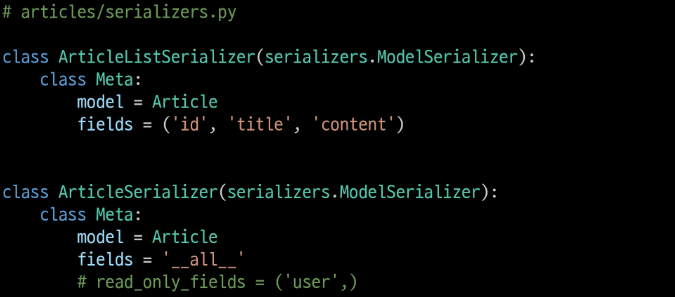 # articles/serializers.py
class ArticleListSerializer(serializers.ModelSerializer):
    class Meta:
        model = Article
        fields = ('id', 'title', 'content')
class ArticleSerializer(serializers.ModelSerializer):
    class Meta:
        model = Article
        fields = '__all__'
        # read_only_fields = ('user',)